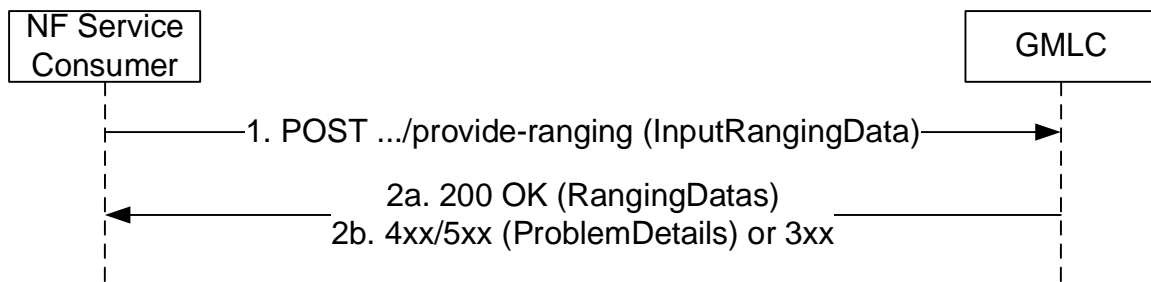 NF Service
Consumer
GMLC
1. POST .../provide-ranging (InputRangingData)
2a. 200 OK (RangingDatas)
2b. 4xx/5xx (ProblemDetails) or 3xx